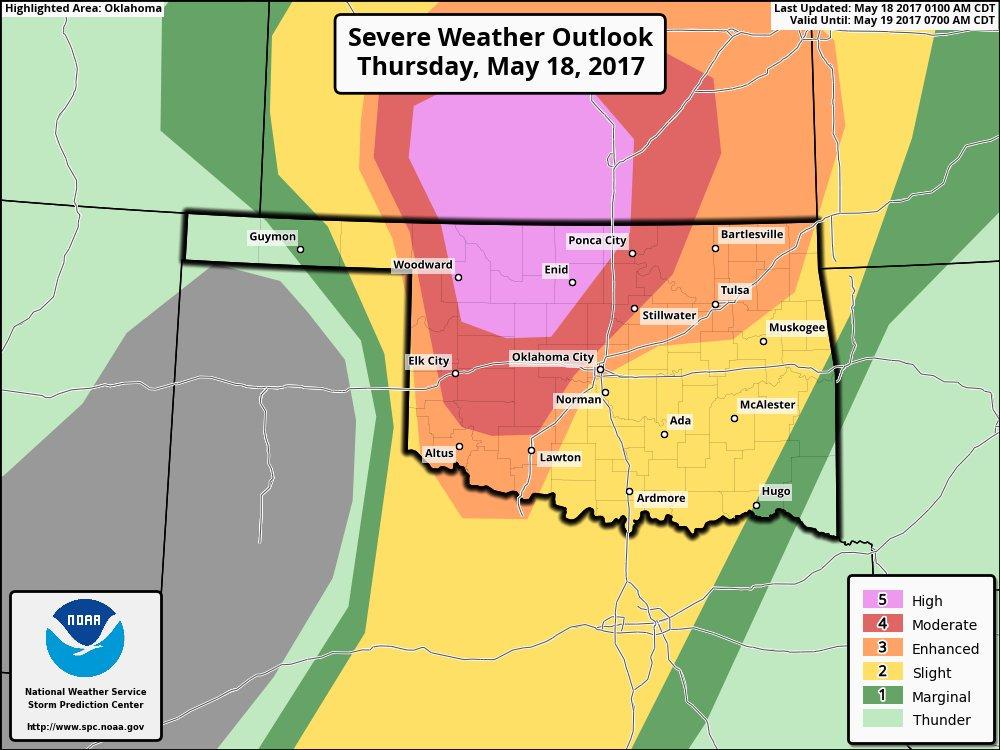 Highlighted Area: Oklahoma
Last Updated: May 18 2017 0100 AM CDT
Valid Until: May 19 2017 0700 AM CDT
Severe Weather Outlook
Thursday, May 18, 2017
Guymon
Woodward
Enid
Ponca City
Bartlesville
Tulsa
Stillwater
Muskogee
Elk City
Oklahoma City
Norman
McAlester
Ada
Altus
Lawton
Ardmore
Hugo
NOAA
National Weather Service
Storm Prediction Center
http://www.spc.noaa.gov
5 High
4 Moderate
3 Enhanced
2 Slight
1 Marginal
Thunder